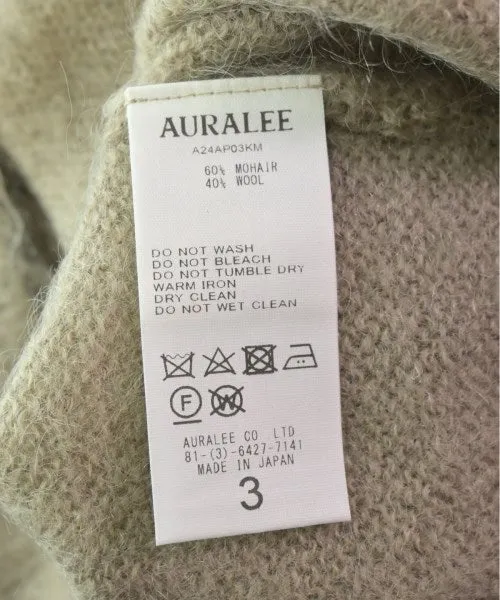 AURALEE
A24AP03KM
60% MOHAIR
40% WOOL
DO NOT WASH
DO NOT BLEACH
DO NOT TUMBLE DRY
WARM IRON
DRY CLEAN
DO NOT WET CLEAN
F W
AURALEE CO .LTD
81-(3)-6427-7141
MADE IN JAPAN
3